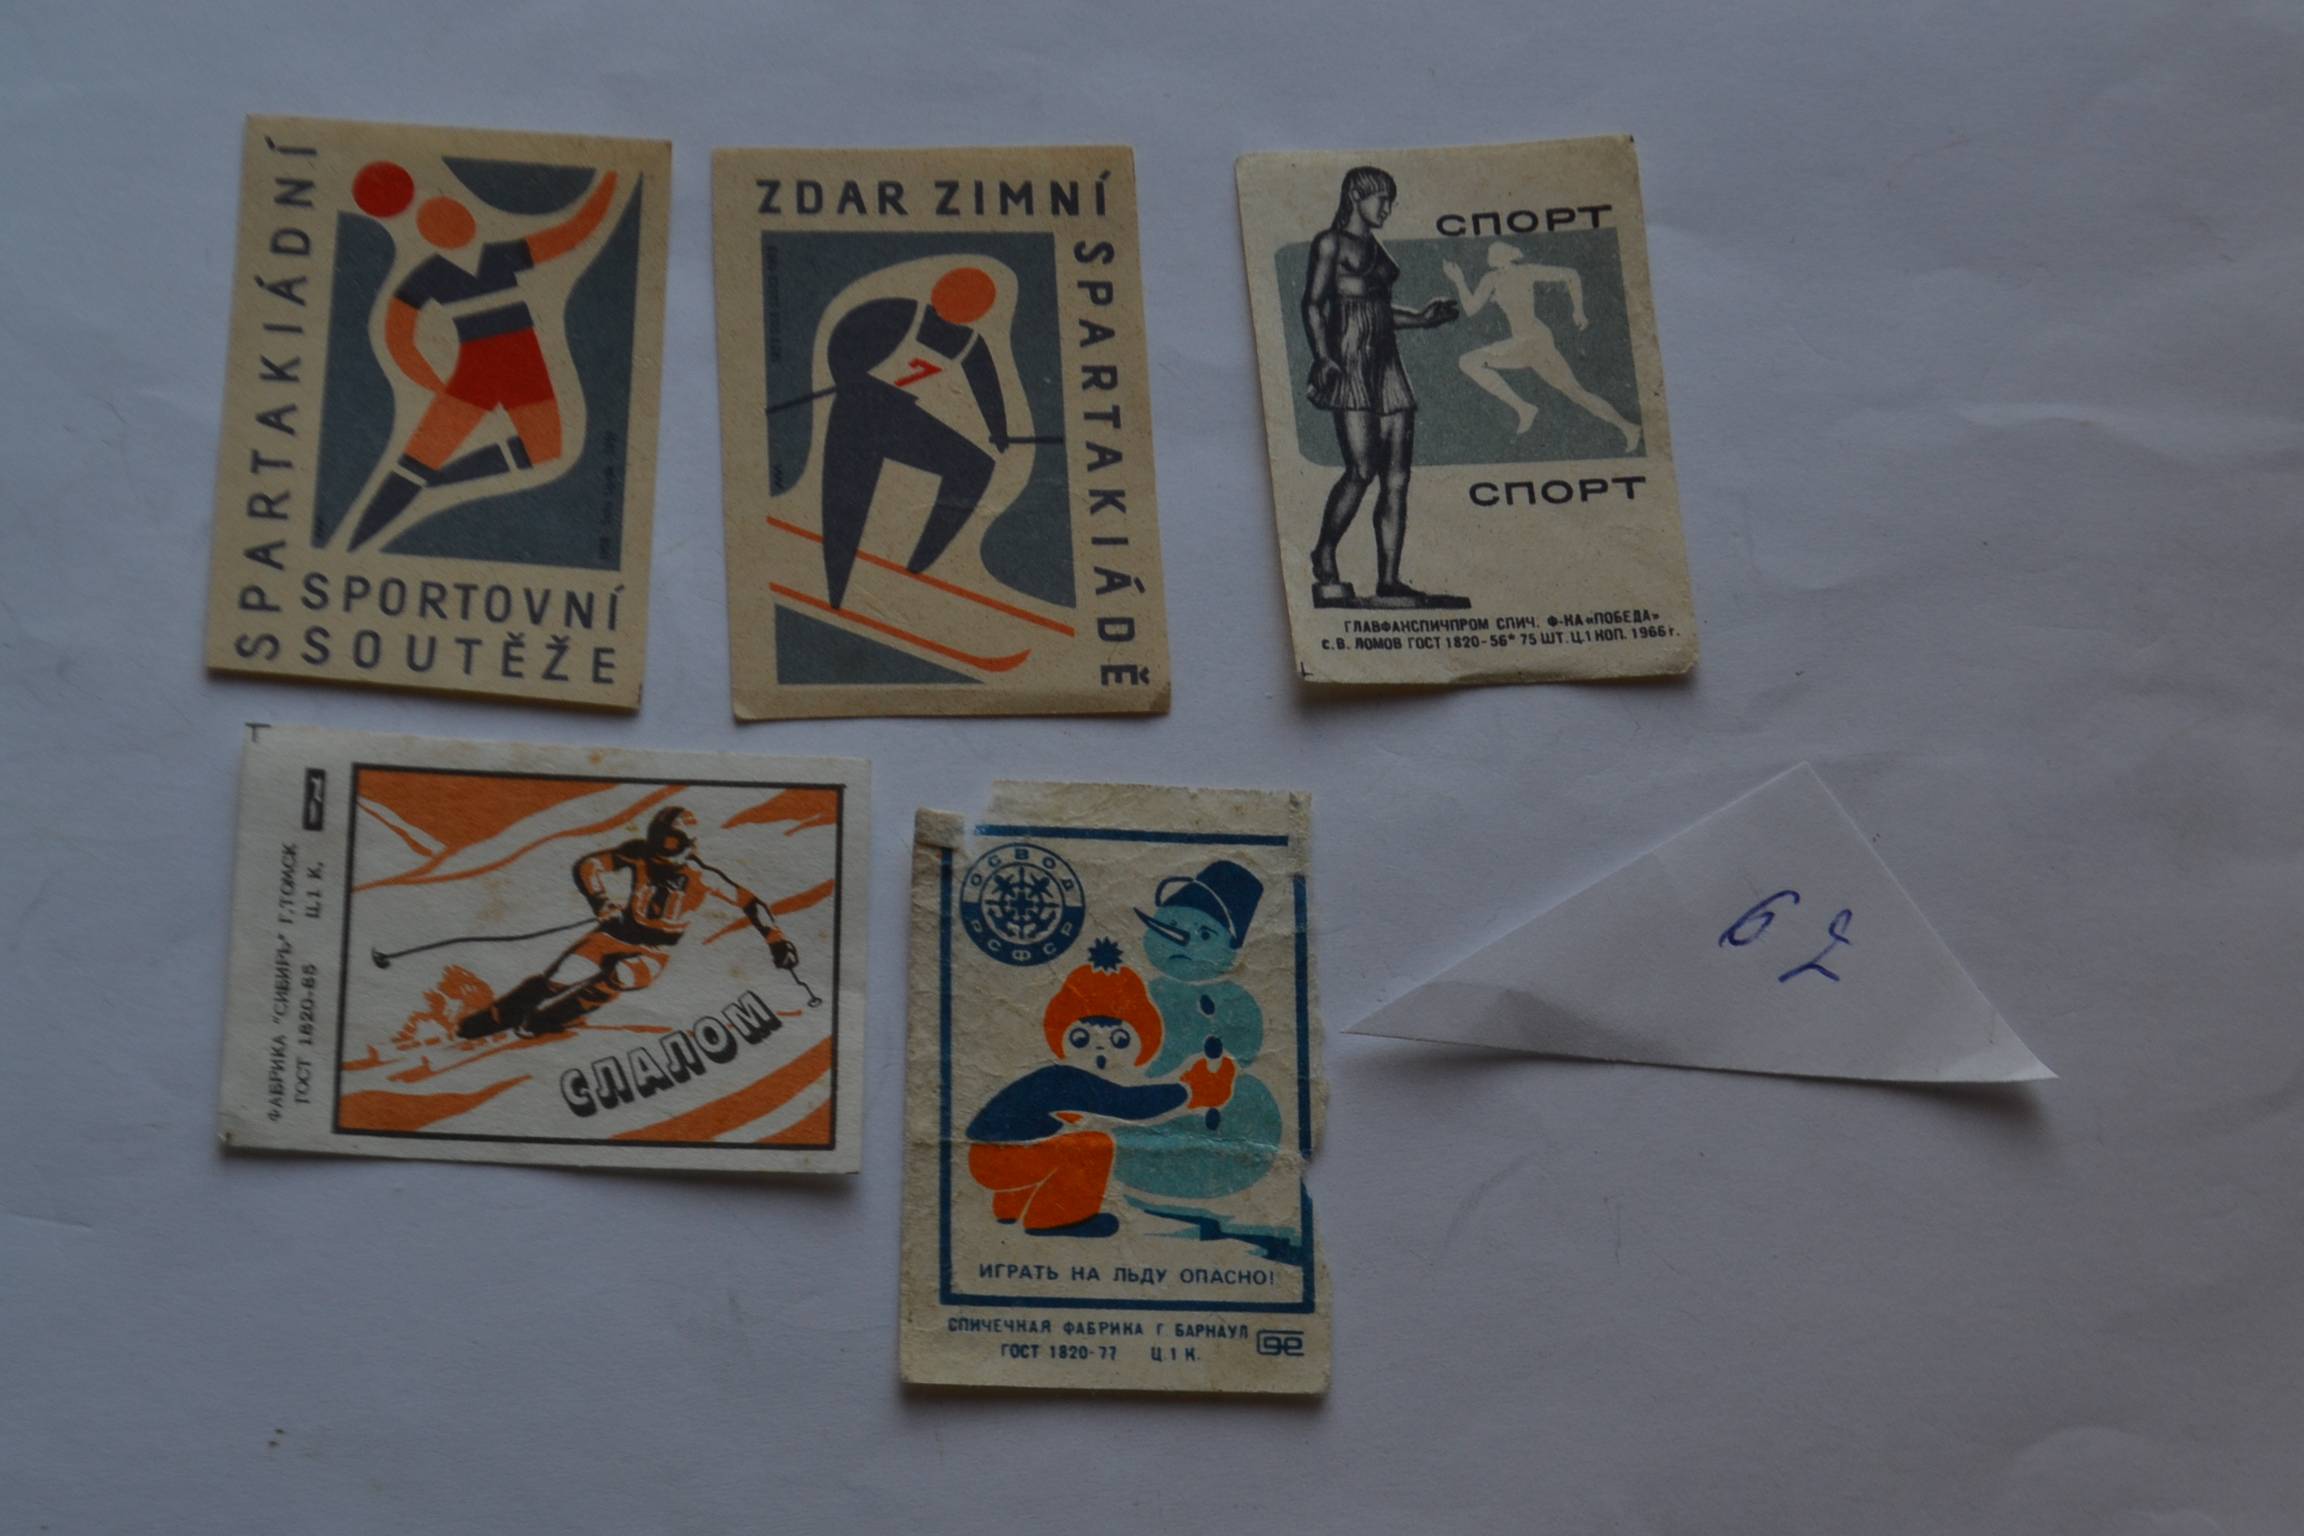 SPARTAKIÁDNÍ
SPORTOVNÍ
SOUTĚŽE
ZDAR ZIMNÍ
SPARTAKIÁDĚ
7
СПОРТ
СПОРТ
ГЛАВФАНСПИЧПРОМ СПИЧ. Ф-КА «ПОБЕДА»
с. В. ЛОМОВ ГОСТ 1820-56* 75 ШТ. Ц. 1 КОП. 1966 г.
ФАБРИКА "СИБИРЬ" Г.ТОМСК
ГОСТ 1820-85 Ц.1 К.
СЛАЛОМ
ОСВОД
РСФСР
ИГРАТЬ НА ЛЬДУ ОПАСНО!
СПИЧЕЧНАЯ ФАБРИКА Г. БАРНАУЛ
ГОСТ 1820-77 Ц. 1 К.
62